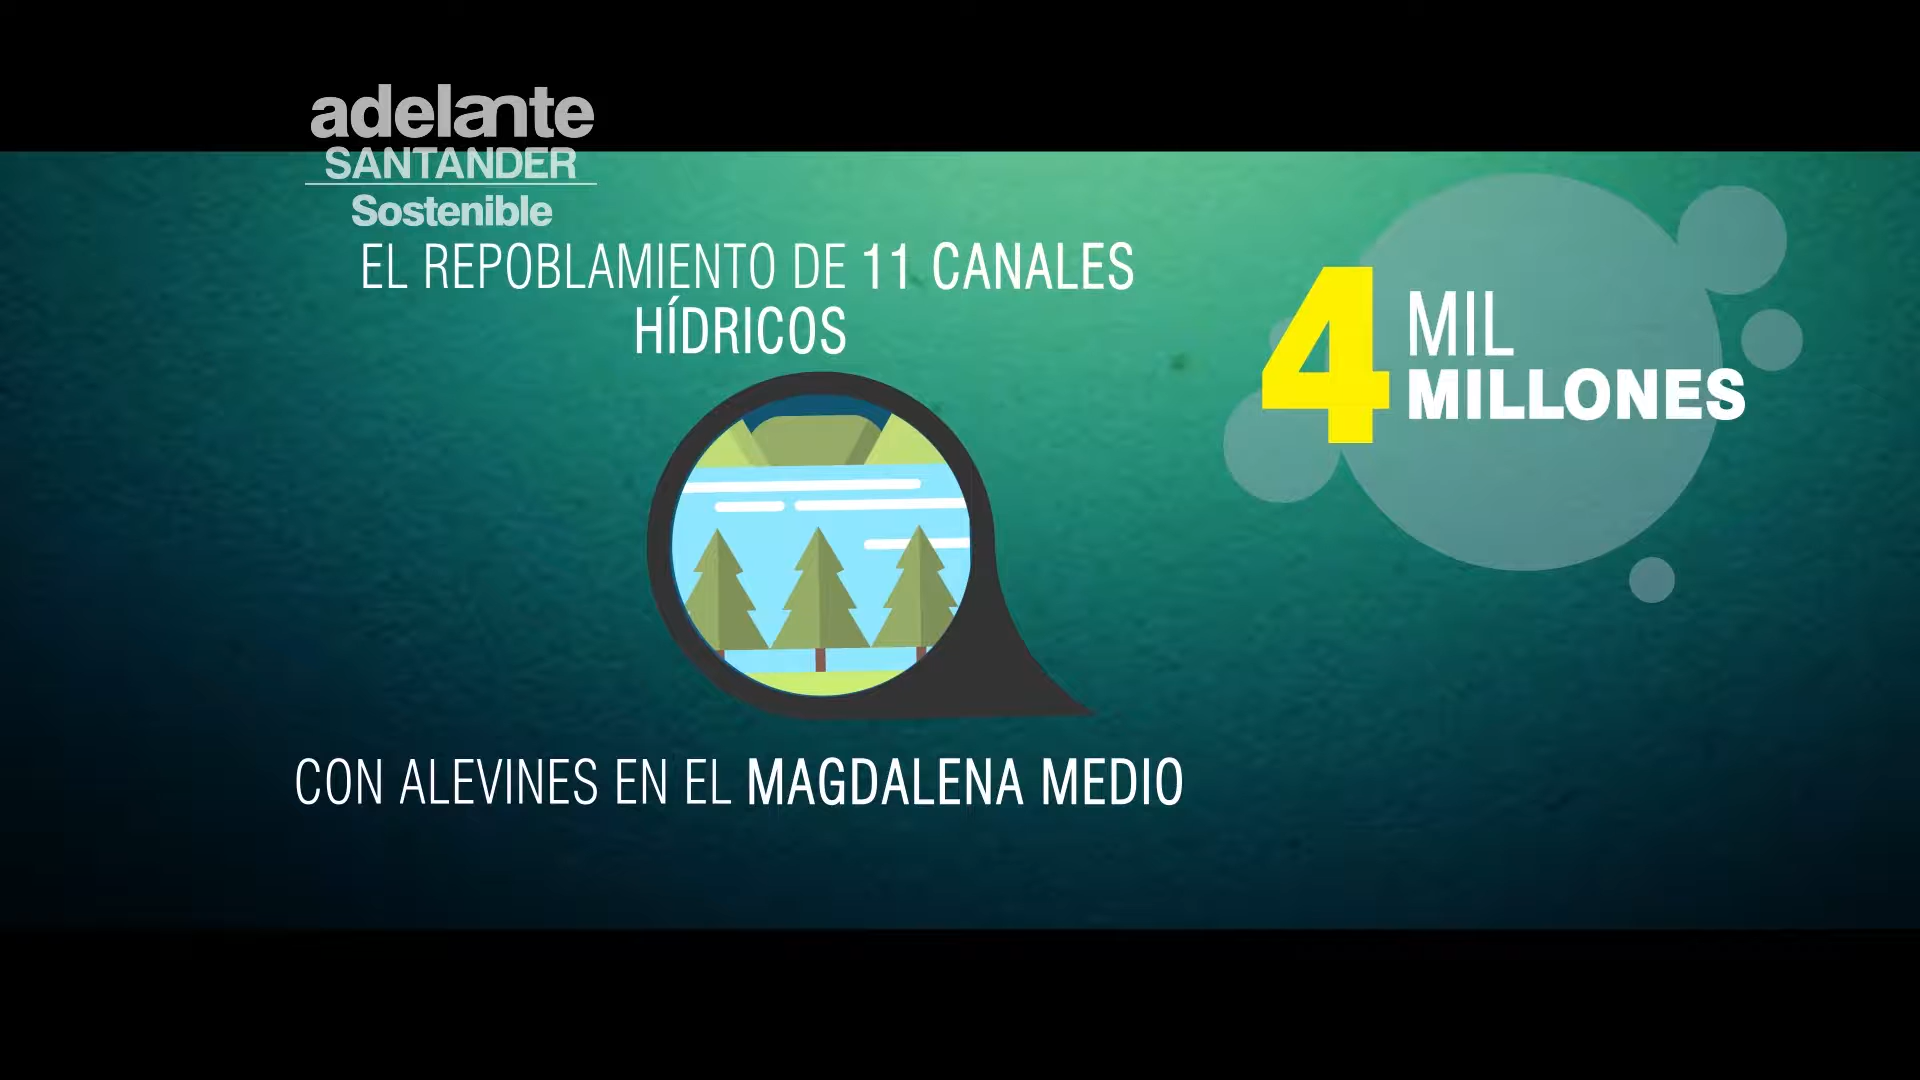 adelante
SANTANDER
Sostenible
EL REPOBLAMIENTO DE 11 CANALES
HÍDRICOS
4 MIL
MILLONES
CON ALEVINES EN EL MAGDALENA MEDIO